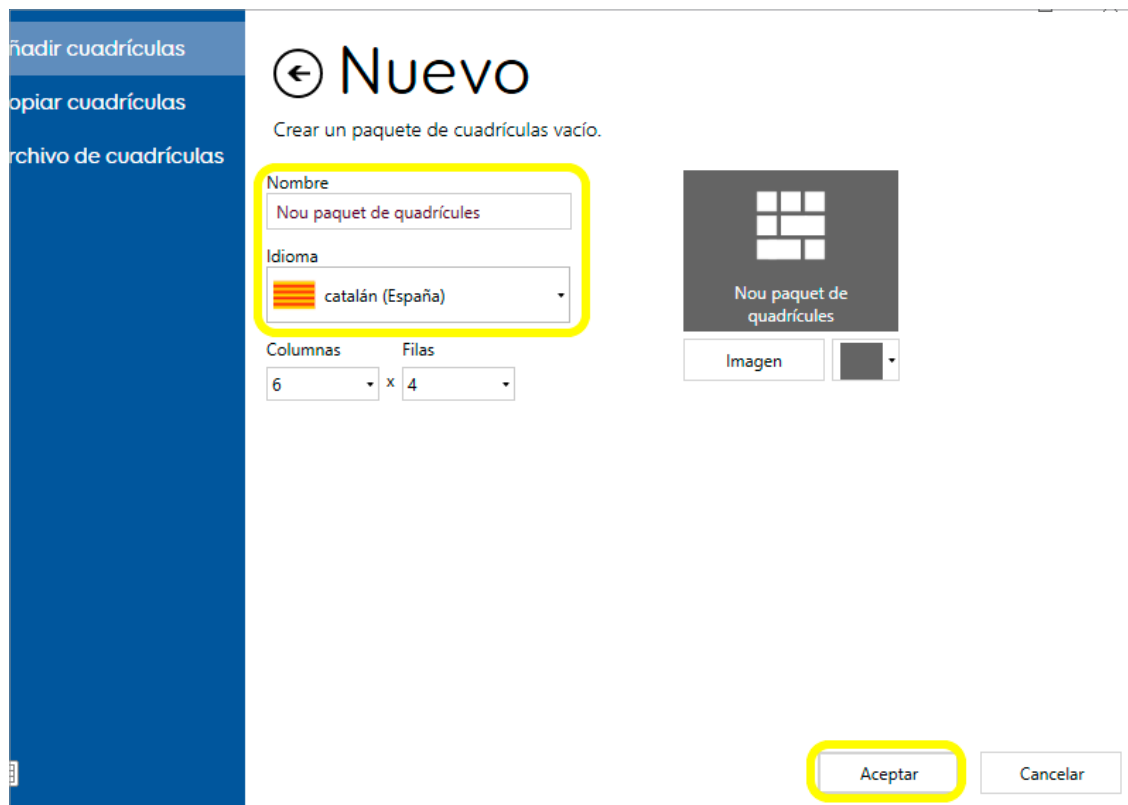 ñadir cuadrículas
opiar cuadrículas
rchivo de cuadrículas
Nuevo
Crear un paquete de cuadrículas vacío.
Nombre
Nou paquet de quadrícules
Idioma
catalán (España)
Columnas Filas
6 x 4
Nou paquet de
quadrícules
Imagen
Aceptar Cancelar